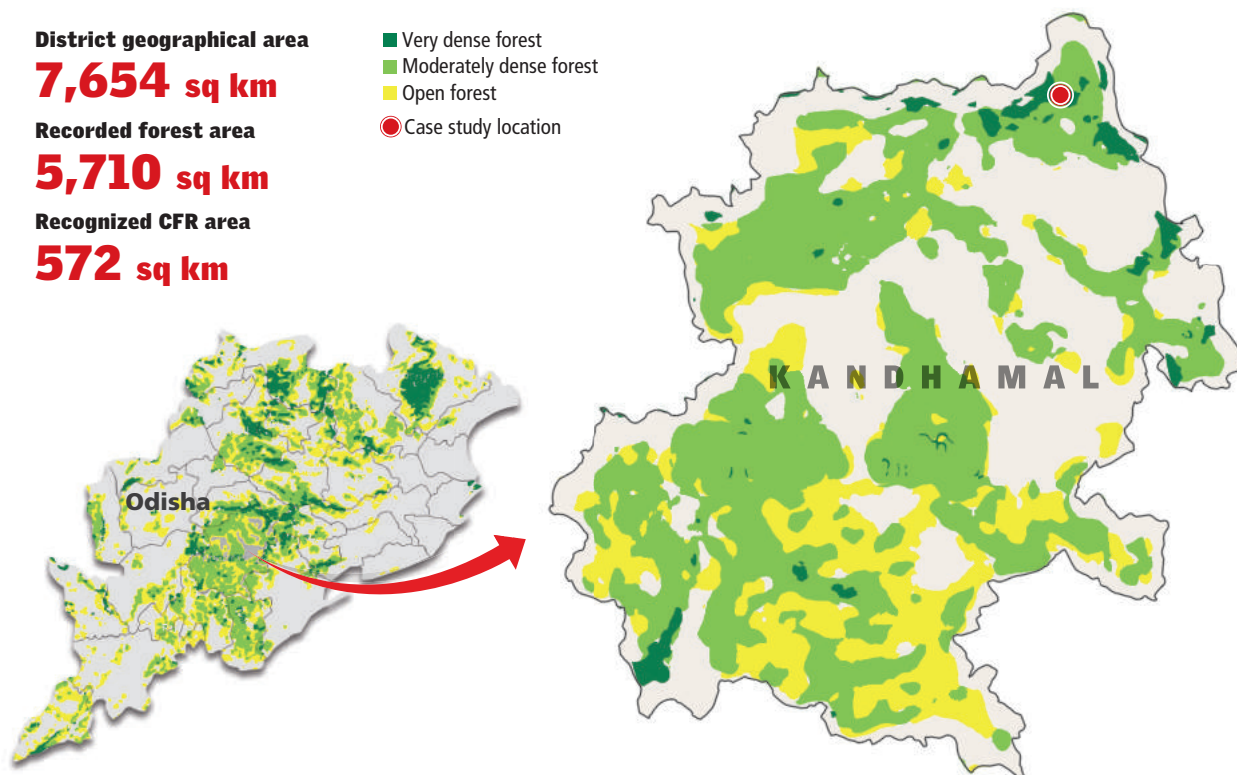 District geographical area
7,654 sq km
Recorded forest area
5,710 sq km
Recognized CFR area
572 sq km
Very dense forest
Moderately dense forest
Open forest
Case study location
Odisha
KANDHAMAL